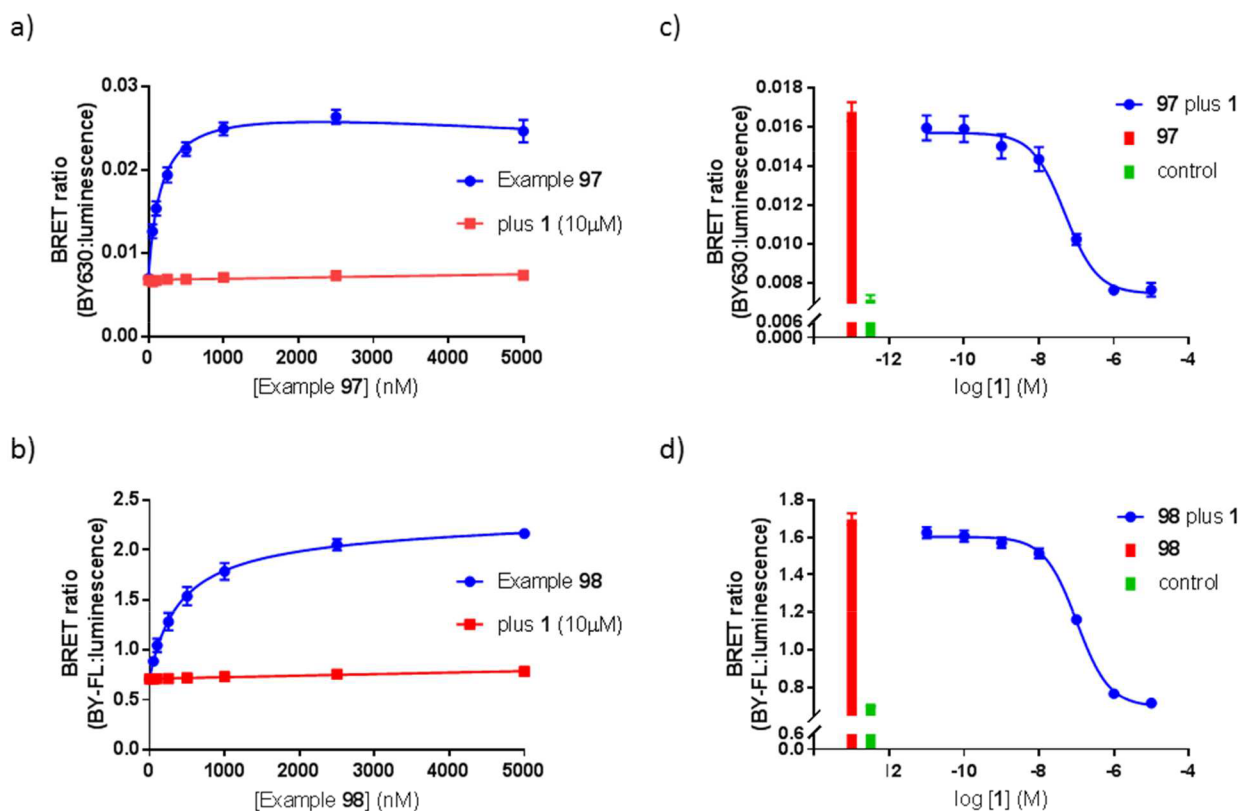 a)
BRET ratio
(BY630:luminescence)
0.03
0.02
0.01
0.00
0 1000 2000 3000 4000 5000
[Example 97] (nM)
Example 97
plus 1 (10μM)
c)
BRET ratio
(BY630:luminescence)
0.018
0.016
0.014
0.012
0.010
0.008
0.006
0.000
-12 -10 -8 -6 -4
log [1] (M)
97 plus 1
97
control
b)
BRET ratio
(BY-FL:luminescence)
2.5
2.0
1.5
1.0
0.5
0.0
0 1000 2000 3000 4000 5000
[Example 98] (nM)
Example 98
plus 1 (10μM)
d)
BRET ratio
(BY-FL:luminescence)
1.8
1.6
1.4
1.2
1.0
0.8
0.6
0.0
12 -10 -8 -6 -4
log [1] (M)
98 plus 1
98
control